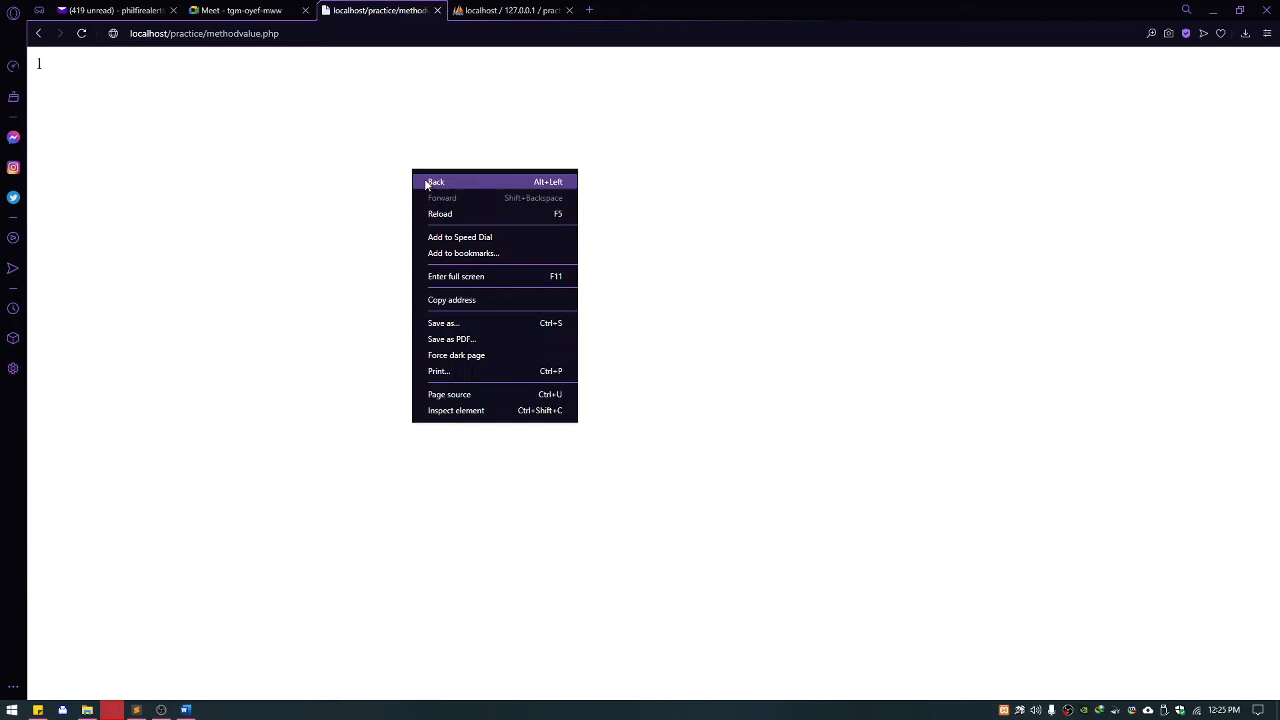 (419 unread) - philfirealert
Meet - tgm-oyef-mww
localhost/practice/methodv
localhost / 127.0.0.1 / pract
localhost/practice/methodvalue.php
1
Back Alt+Left
Forward Shift+Backspace
Reload F5
Add to Speed Dial
Add to bookmarks...
Enter full screen F11
Copy address
Save as... Ctrl+S
Save as PDF...
Force dark page
Print... Ctrl+P
Page source Ctrl+U
Inspect element Ctrl+Shift+C
12:25 PM